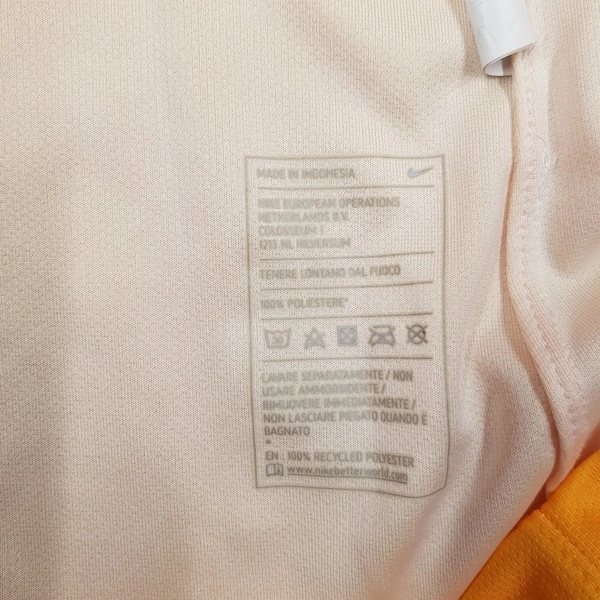 MADE IN INDONESIA
NIKE EUROPEAN OPERATIONS
NETHERLANDS B.V.
COLOSSEUM 1
1213 NL HILVERSUM
TENERE LONTANO DAL FUOCO
100% POLIESTERE*
30
LAVARE SEPARATAMENTE / NON
USARE AMMORBIDENTE /
RIMUOVERE IMMEDIATAMENTE /
NON LASCIARE PIEGATO QUANDO È
BAGNATO
*
EN : 100% RECYCLED POLYESTER
www.nikebetterworld.com